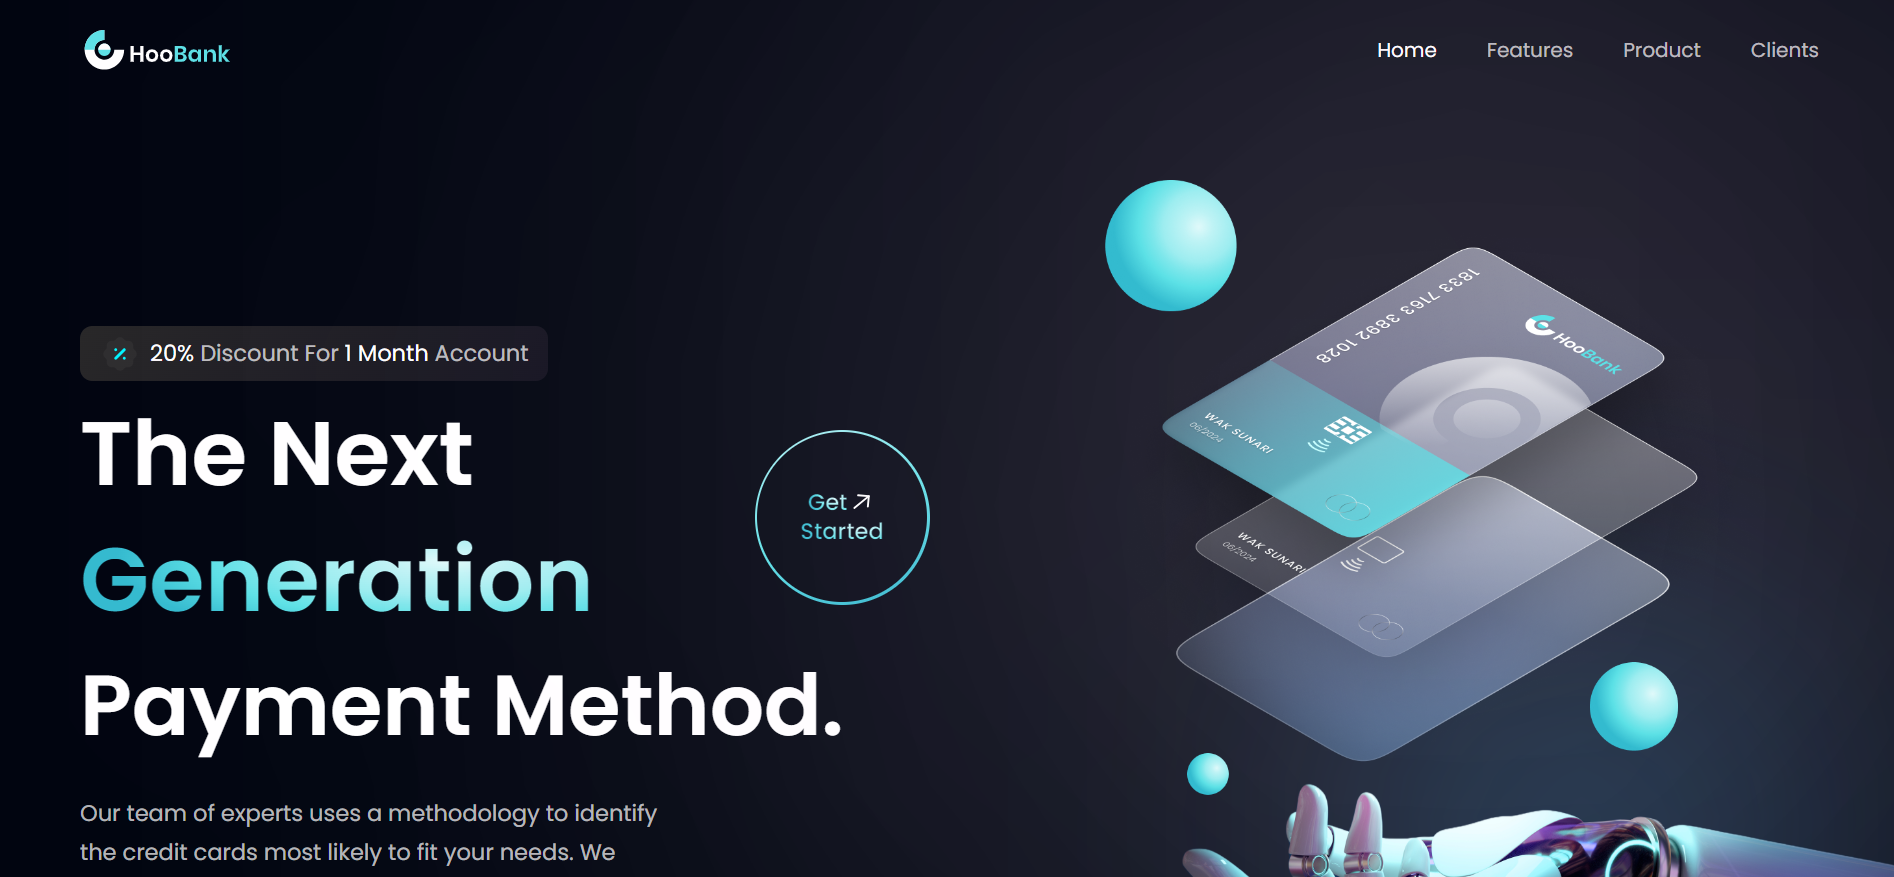 HooBank
Home
Features
Product
Clients
20% Discount For 1 Month Account
The Next
Generation
Payment Method.
Get
Started
Our team of experts uses a methodology to identify
the credit cards most likely to fit your needs. We
1833 7163 3892 1028
HooBank
WAK SUNARI
06/2024
WAK SUNARI
06/2024